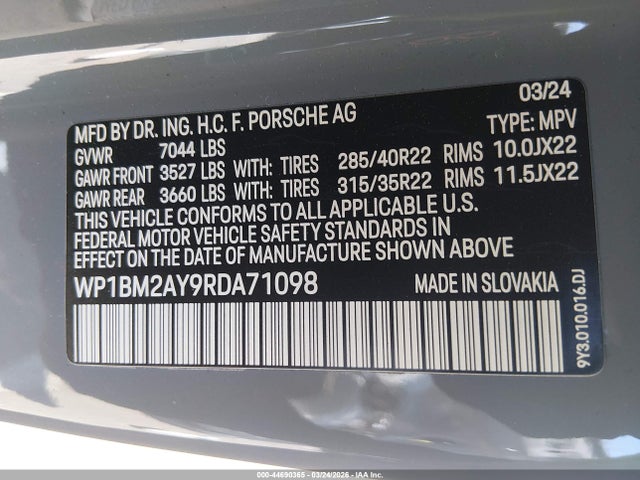 03/24
MFD BY DR. ING. H.C. F. PORSCHE AG
GVWR 7044 LBS TYPE: MPV
GAWR FRONT 3527 LBS WITH: TIRES 285/40R22 RIMS 10.0JX22
GAWR REAR 3660 LBS WITH: TIRES 315/35R22 RIMS 11.5JX22
THIS VEHICLE CONFORMS TO ALL APPLICABLE U.S.
FEDERAL MOTOR VEHICLE SAFETY STANDARDS IN
EFFECT ON THE DATE OF MANUFACTURE SHOWN ABOVE
WP1BM2AY9RDA71098 MADE IN SLOVAKIA
9Y3.010.016.DJ
000-44690365 - 03/24/2026 - IAAI.COM